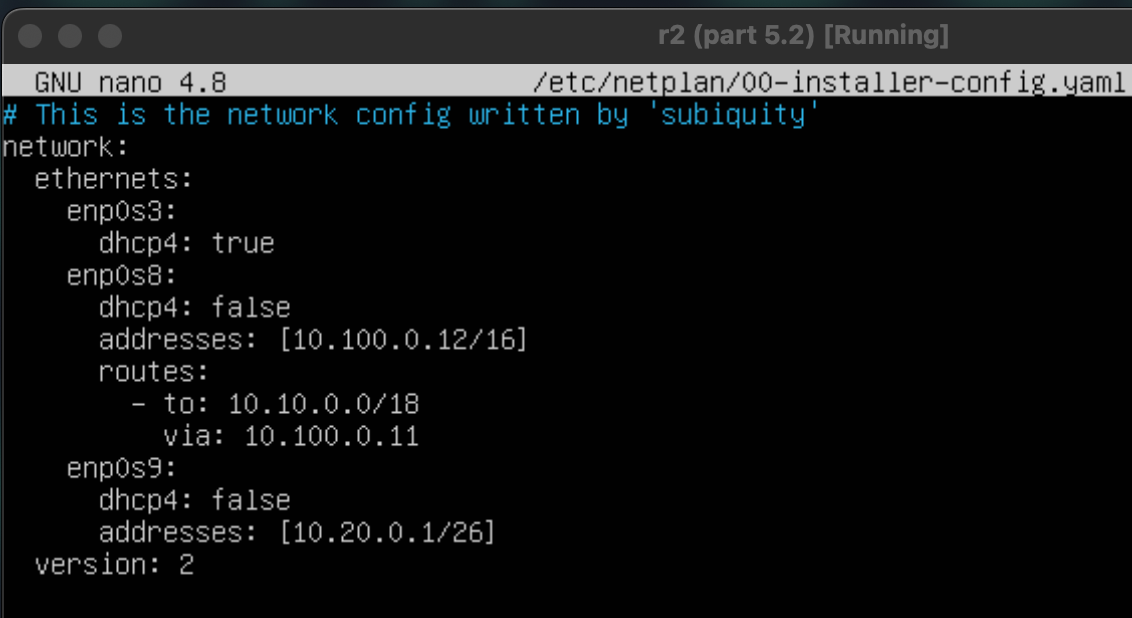 r2 (part 5.2) [Running]
GNU nano 4.8 /etc/netplan/00-installer-config.yaml
# This is the network config written by 'subiquity'
network:
  ethernets:
    enp0s3:
      dhcp4: true
    enp0s8:
      dhcp4: false
      addresses: [10.100.0.12/16]
      routes:
        - to: 10.10.0.0/18
          via: 10.100.0.11
    enp0s9:
      dhcp4: false
      addresses: [10.20.0.1/26]
  version: 2